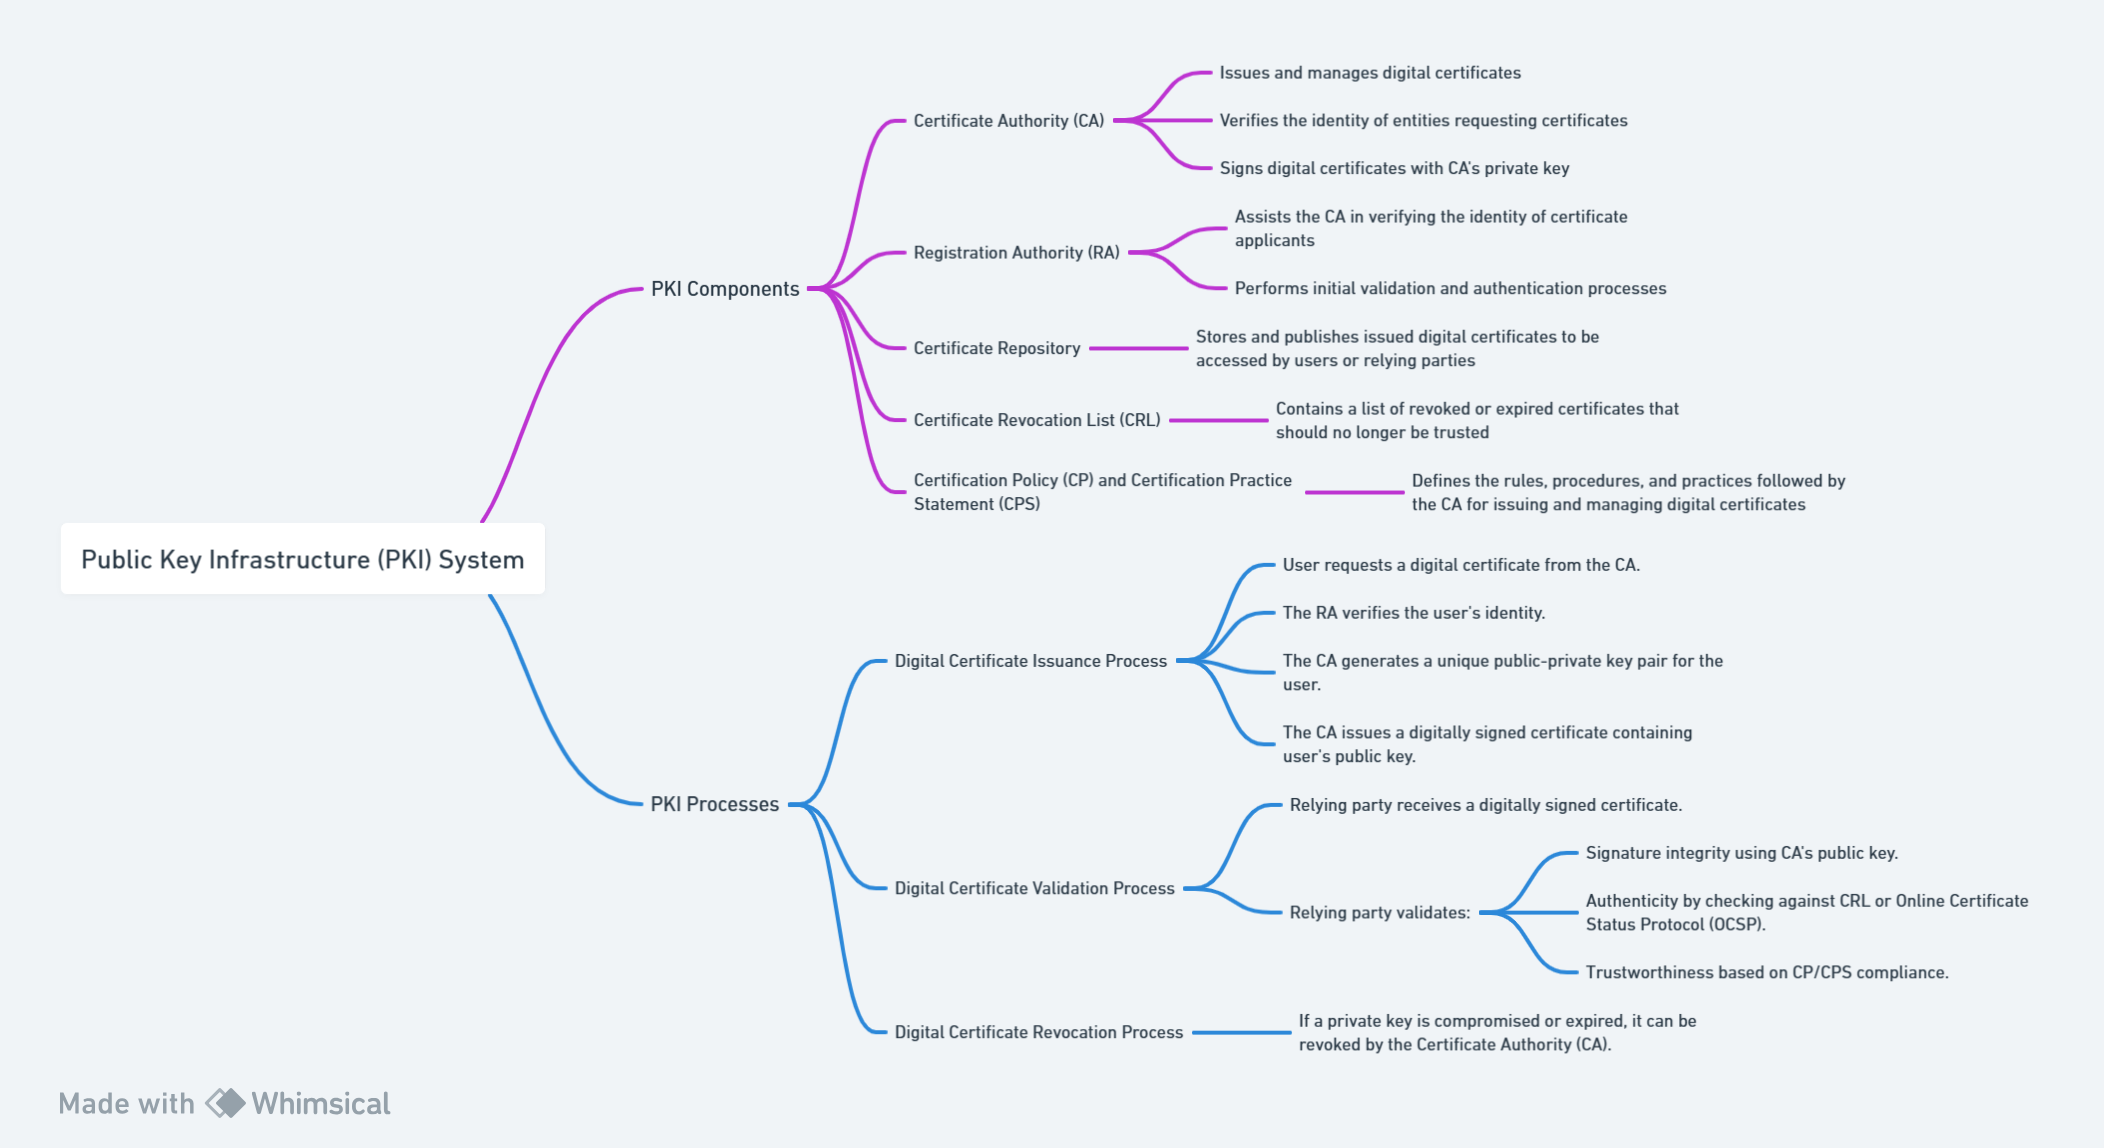 Public Key Infrastructure (PKI) System
PKI Components
Certificate Authority (CA)
Issues and manages digital certificates
Verifies the identity of entities requesting certificates
Signs digital certificates with CA's private key
Registration Authority (RA)
Assists the CA in verifying the identity of certificate
applicants
Performs initial validation and authentication processes
Certificate Repository
Stores and publishes issued digital certificates to be
accessed by users or relying parties
Certificate Revocation List (CRL)
Contains a list of revoked or expired certificates that
should no longer be trusted
Certification Policy (CP) and Certification Practice
Statement (CPS)
Defines the rules, procedures, and practices followed by
the CA for issuing and managing digital certificates
PKI Processes
Digital Certificate Issuance Process
User requests a digital certificate from the CA.
The RA verifies the user's identity.
The CA generates a unique public-private key pair for the
user.
The CA issues a digitally signed certificate containing
user's public key.
Digital Certificate Validation Process
Relying party receives a digitally signed certificate.
Relying party validates:
Signature integrity using CA's public key.
Authenticity by checking against CRL or Online Certificate
Status Protocol (OCSP).
Trustworthiness based on CP/CPS compliance.
Digital Certificate Revocation Process
If a private key is compromised or expired, it can be
revoked by the Certificate Authority (CA).
Made with Whimsical